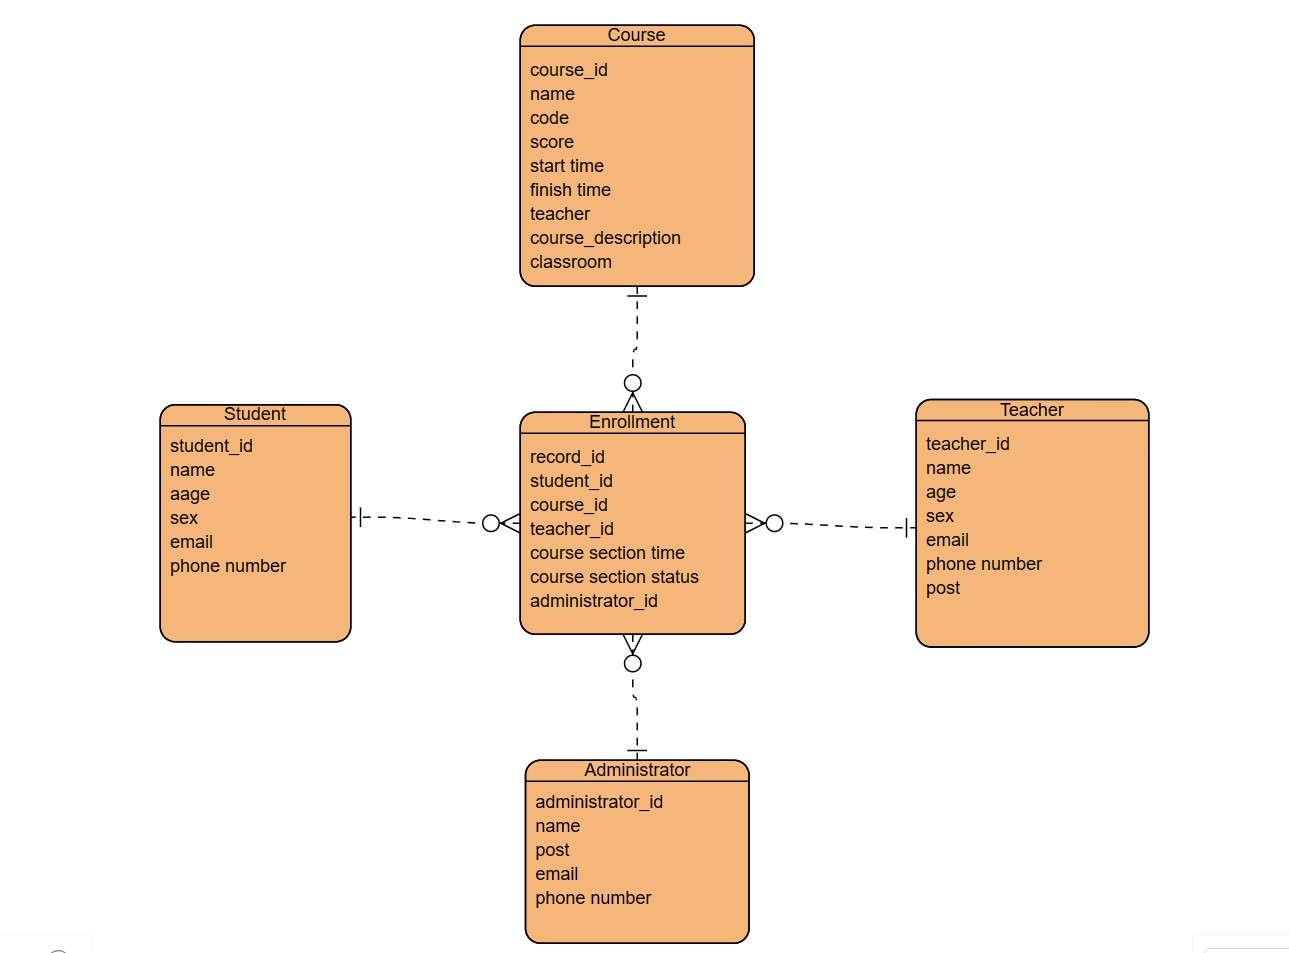 Course
course_id
name
code
score
start time
finish time
teacher
course_description
classroom
Student
student_id
name
aage
sex
email
phone number
Enrollment
record_id
student_id
course_id
teacher_id
course section time
course section status
administrator_id
Teacher
teacher_id
name
age
sex
email
phone number
post
Administrator
administrator_id
name
post
email
phone number